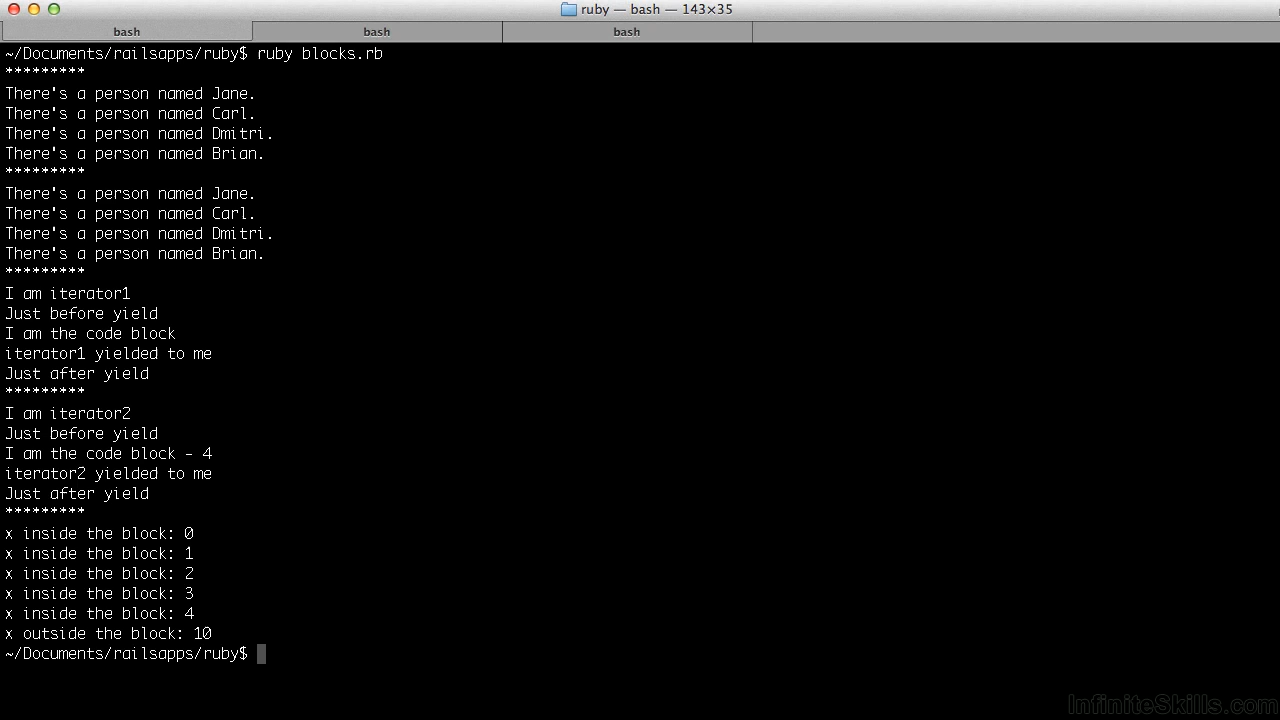 ruby — bash — 143×35
bash bash bash
~/Documents/railsapps/ruby$ ruby blocks.rb
*********
There's a person named Jane.
There's a person named Carl.
There's a person named Dmitri.
There's a person named Brian.
*********
There's a person named Jane.
There's a person named Carl.
There's a person named Dmitri.
There's a person named Brian.
*********
I am iterator1
Just before yield
I am the code block
iterator1 yielded to me
Just after yield
*********
I am iterator2
Just before yield
I am the code block - 4
iterator2 yielded to me
Just after yield
*********
x inside the block: 0
x inside the block: 1
x inside the block: 2
x inside the block: 3
x inside the block: 4
x outside the block: 10
~/Documents/railsapps/ruby$
InfiniteSkills.com